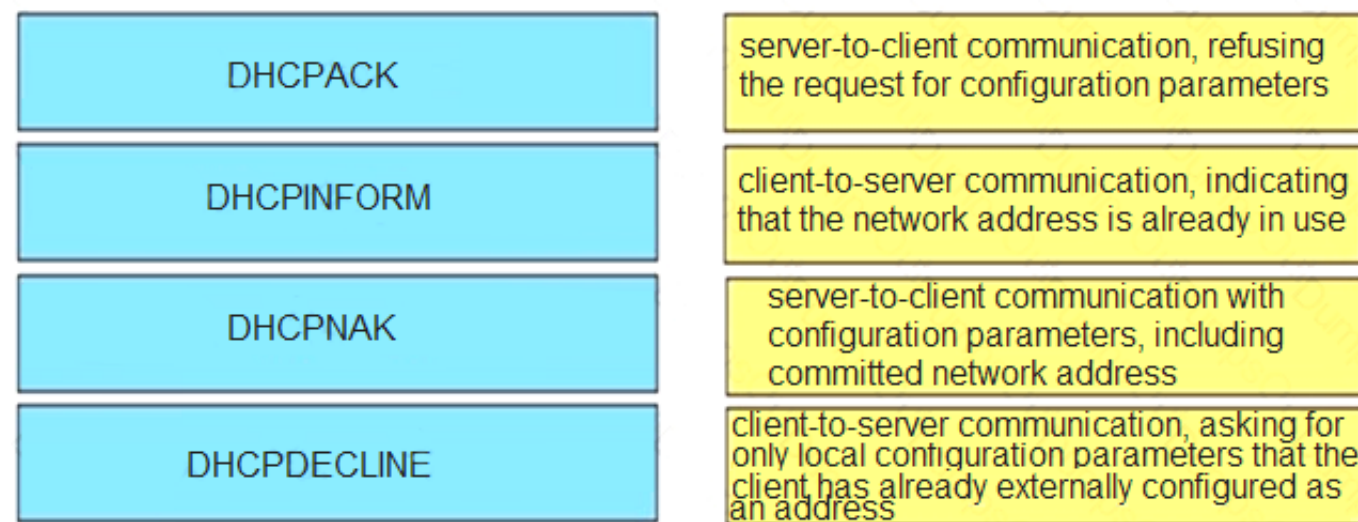 DHCPACK
server-to-client communication, refusing
the request for configuration parameters
DHCPINFORM
client-to-server communication, indicating
that the network address is already in use
DHCPNAK
server-to-client communication with
configuration parameters, including
committed network address
DHCPDECLINE
client-to-server communication, asking for
only local configuration parameters that the
client has already externally configured as
an address